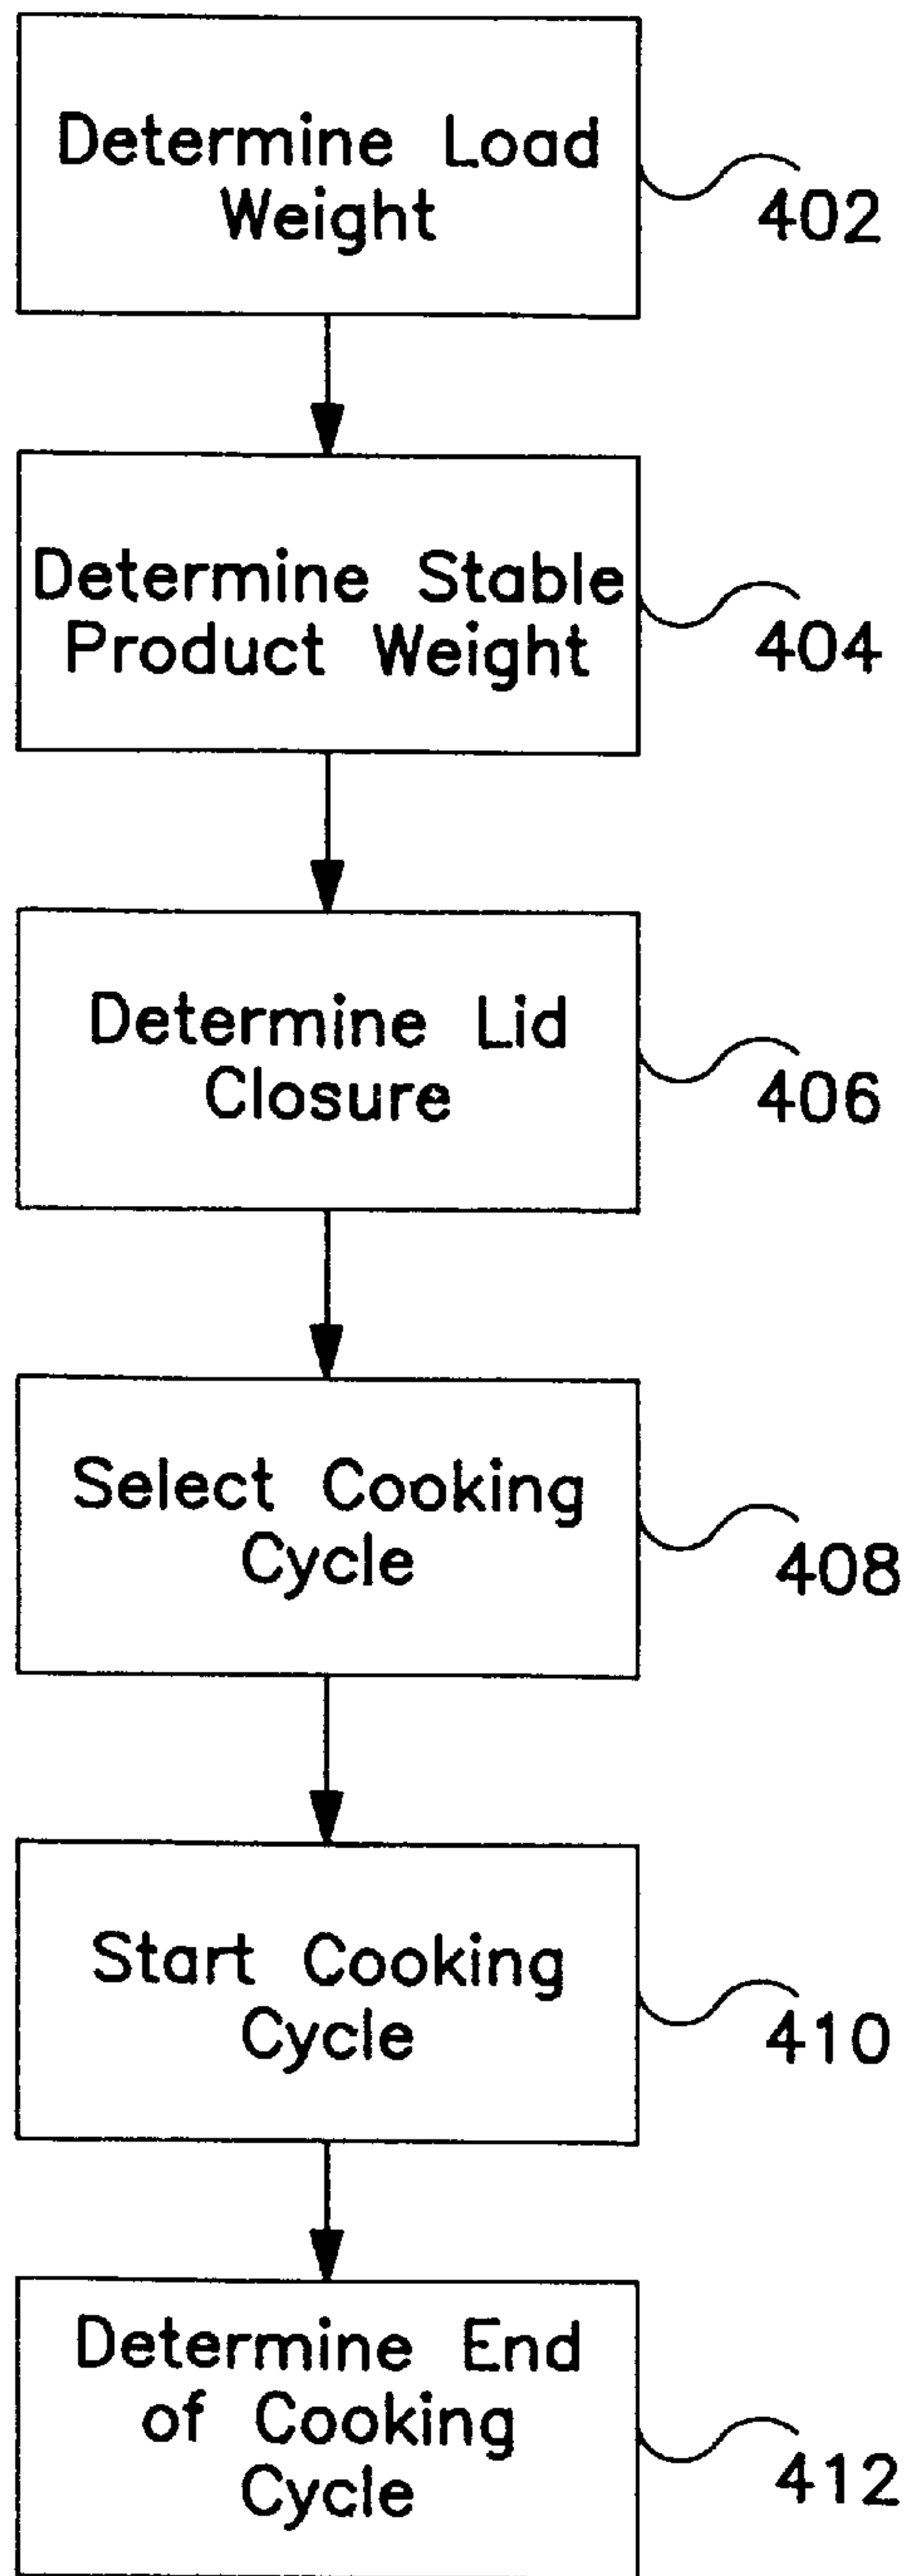 Determine Load
Weight
402
Determine Stable
Product Weight
404
Determine Lid
Closure
406
Select Cooking
Cycle
408
Start Cooking
Cycle
410
Determine End
of Cooking
Cycle
412